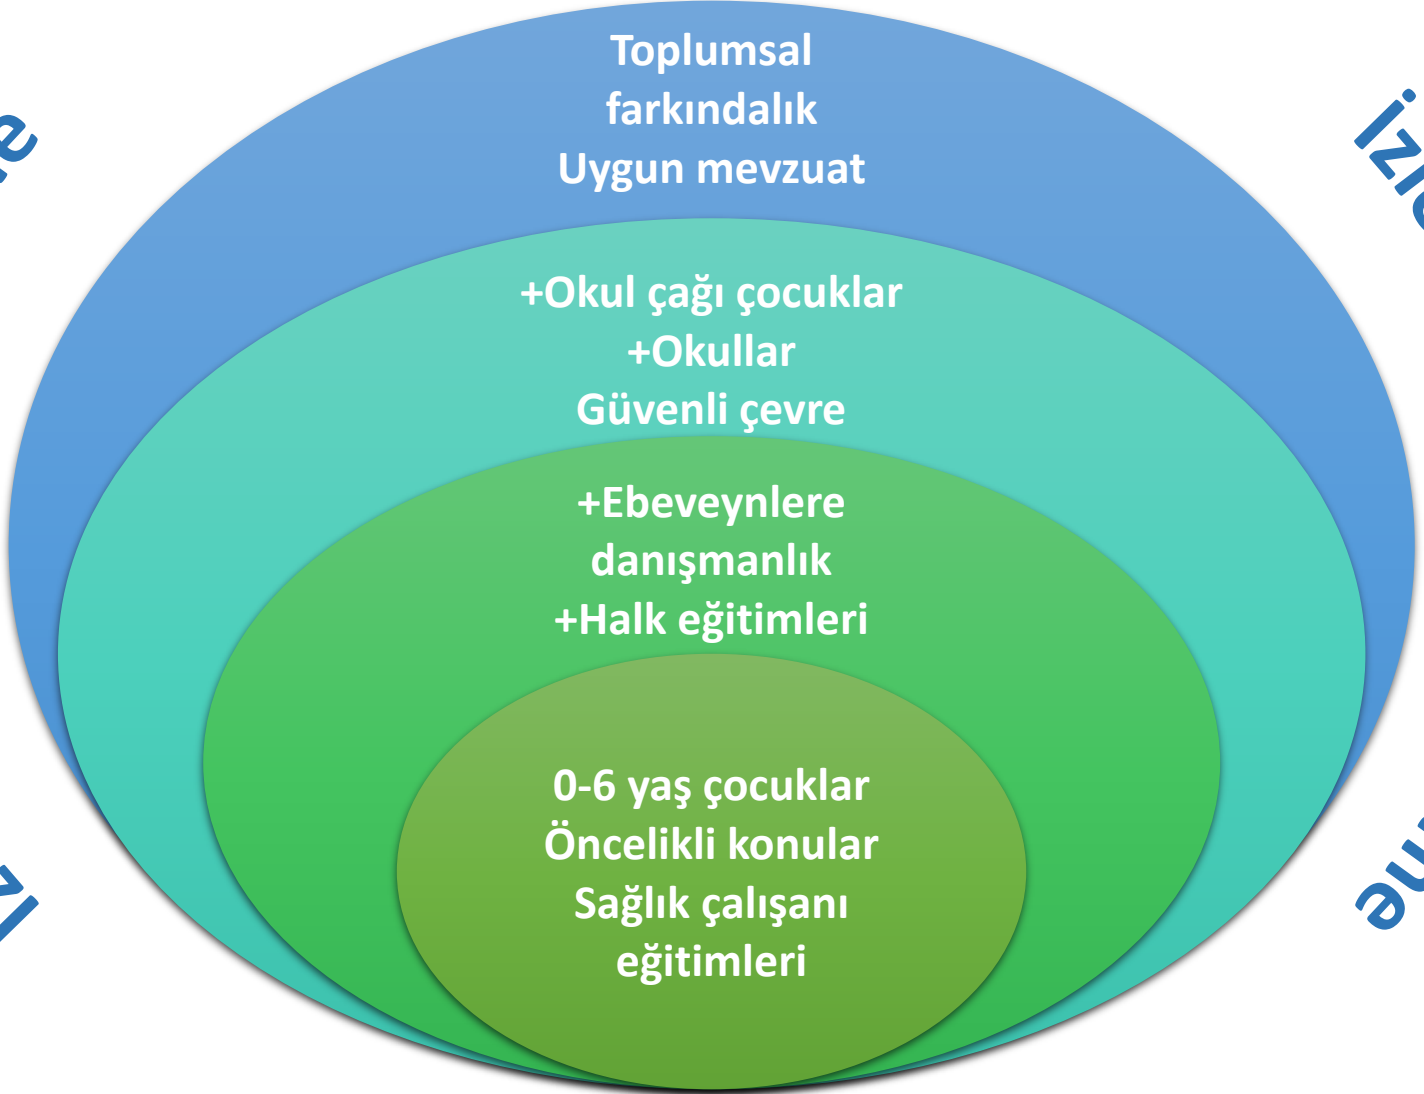 Toplumsal
farkındalık
Uygun mevzuat
+Okul çağı çocuklar
+Okullar
Güvenli çevre
+Ebeveynlere
danışmanlık
+Halk eğitimleri
0-6 yaş çocuklar
Öncelikli konular
Sağlık çalışanı
eğitimleri